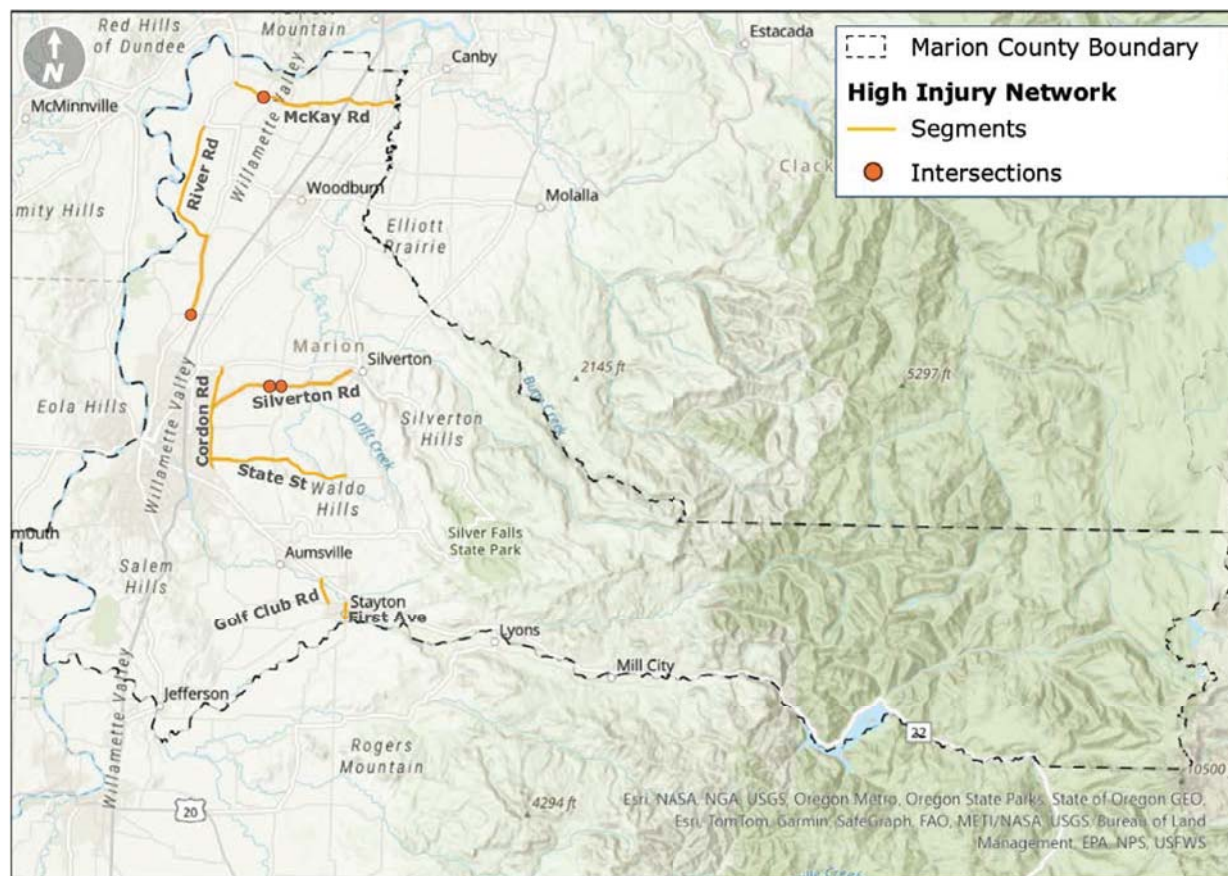 Red Hills
of Dundee
Mountain
Canby
Estacada
McMinnville
N
Marion County Boundary
High Injury Network
Segments
Intersections
McKay Rd
River Rd
Willamette Valley
Woodburn
Molalla
Clack
mity Hills
Elliott
Prairie
Marion
Silverton
2145 ft
5297 ft
Eola Hills
Willamette Valley
Cordon Rd
Silverton Rd
Drift Creek
Silverton
Hills
Butte Creek
State St
Waldo
Hills
mouth
Silver Falls
State Park
Aumsville
Salem
Hills
Golf Club Rd
Stayton
First Ave
Lyons
Mill City
Jefferson
Willamette Valley
22
Rogers
Mountain
20
4294 ft
10500
Esri, NASA, NGA, USGS, Oregon Metro, Oregon State Parks, State of Oregon GEO,
Esri, TomTom, Garmin, SafeGraph, FAO, METI/NASA, USGS, Bureau of Land
Management, EPA, NPS, USFWS